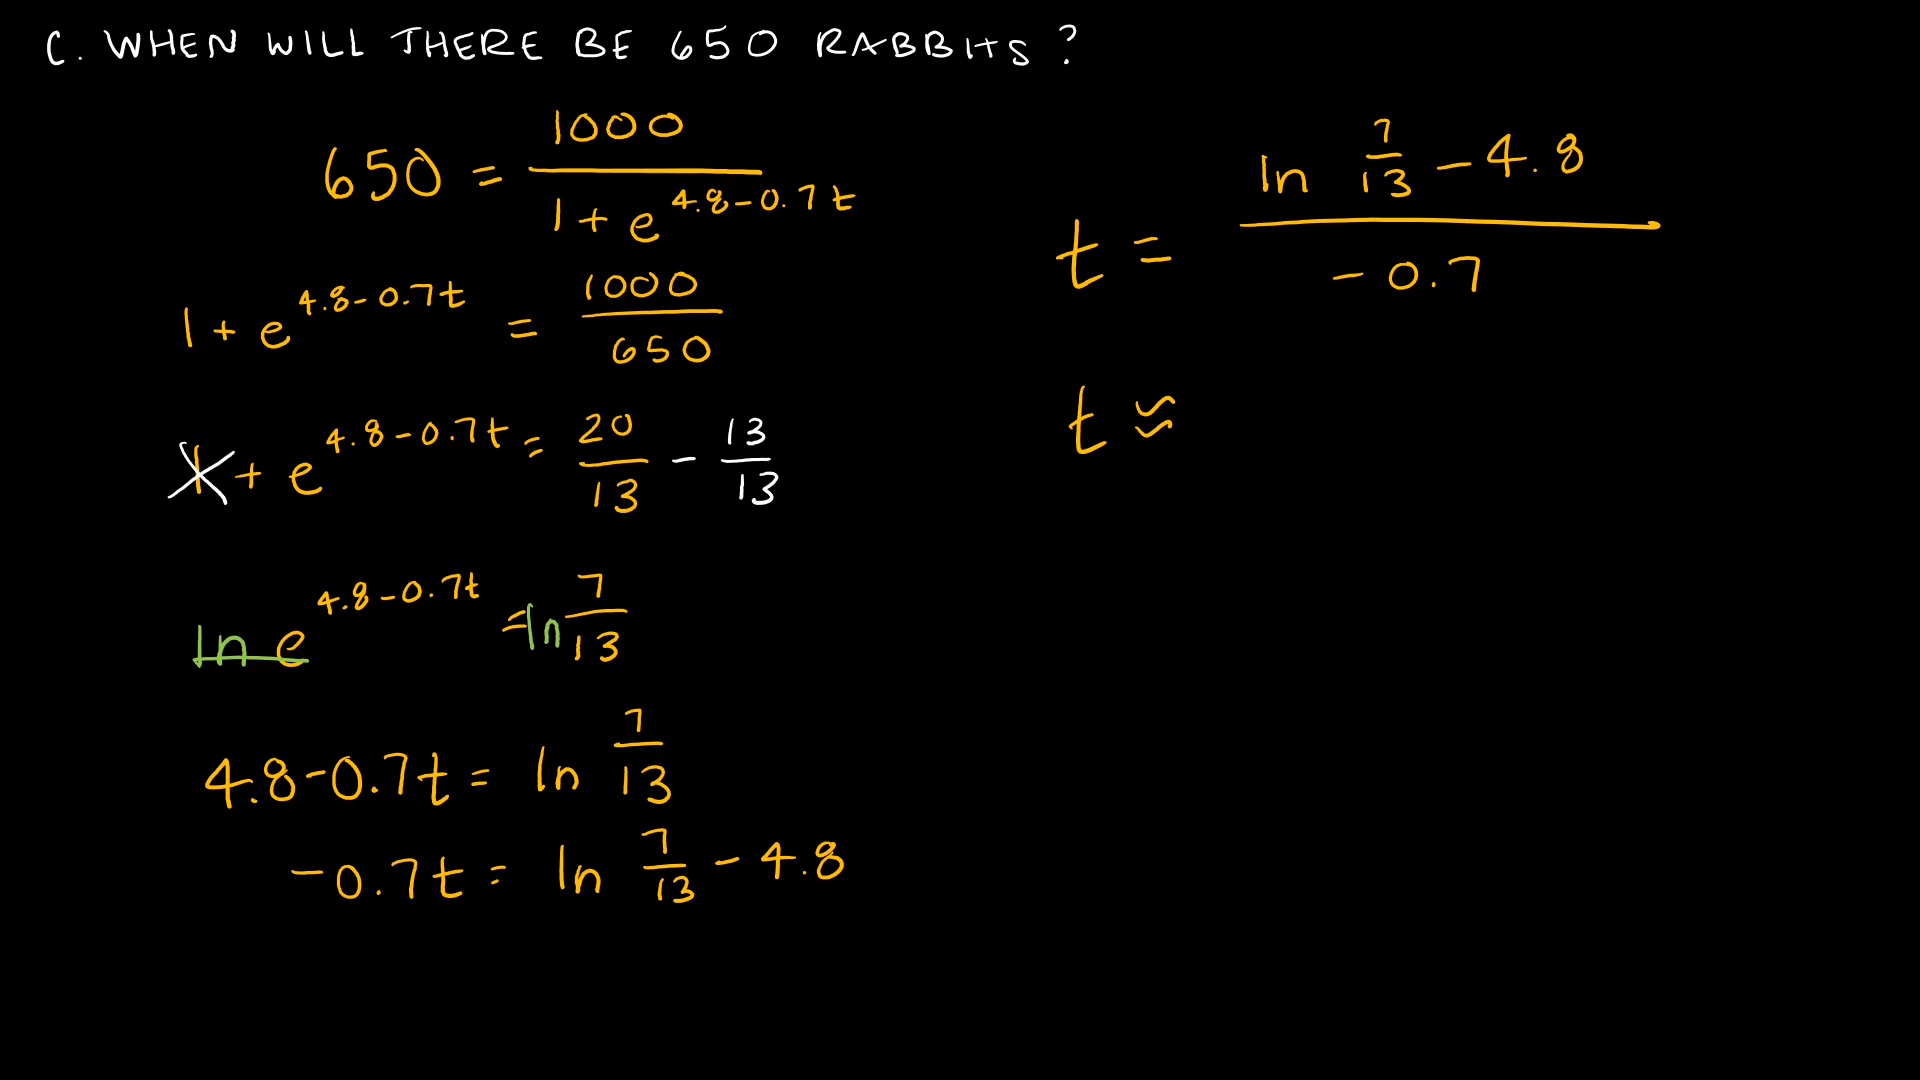 C. WHEN WILL THERE BE 650 RABBITS?
650 = 1000 / 1 + e^4.8-0.7t
1 + e^4.8-0.7t = 1000 / 650
1 + e^4.8-0.7t = 20/13 - 13/13
ln e^4.8-0.7t = ln 7/13
4.8-0.7t = ln 7/13
-0.7t = ln 7/13 - 4.8
t = ln 7/13 - 4.8 / -0.7
t ≈